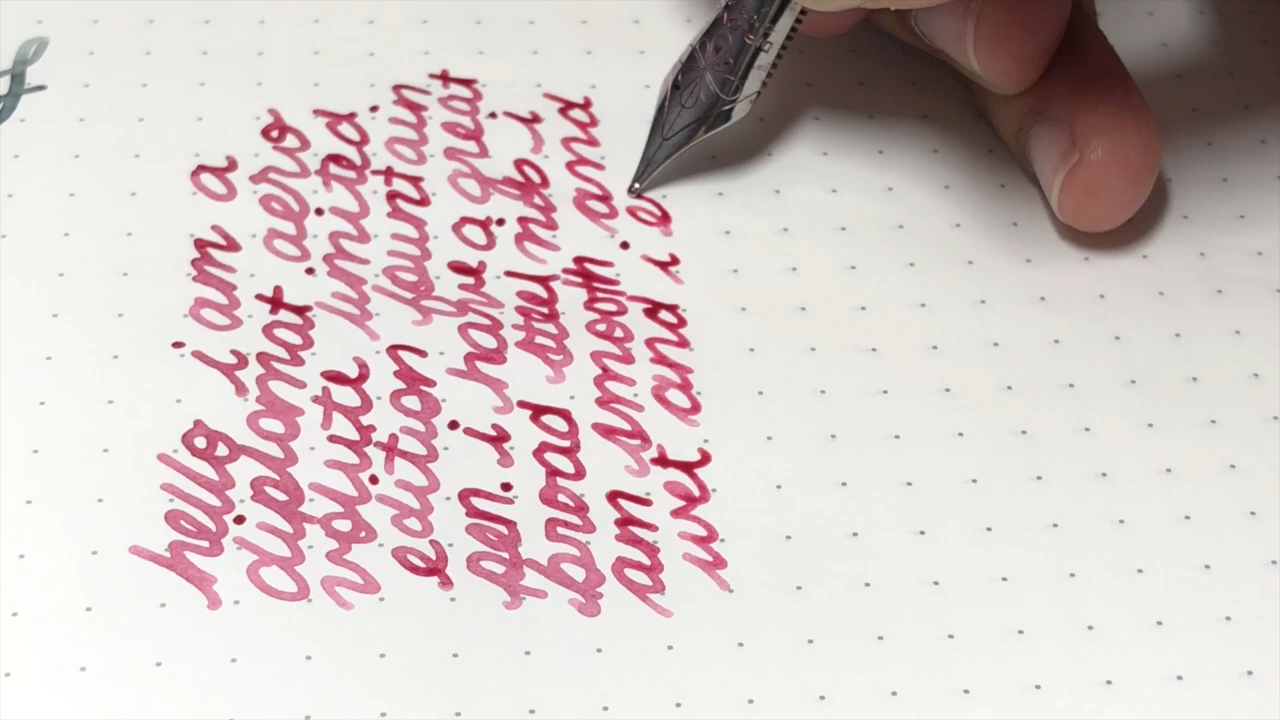 hello i am a
diplomat aero
volute limited
edition fountain
pen. i have a great
broad steel nib i
am smooth and
wet and i e